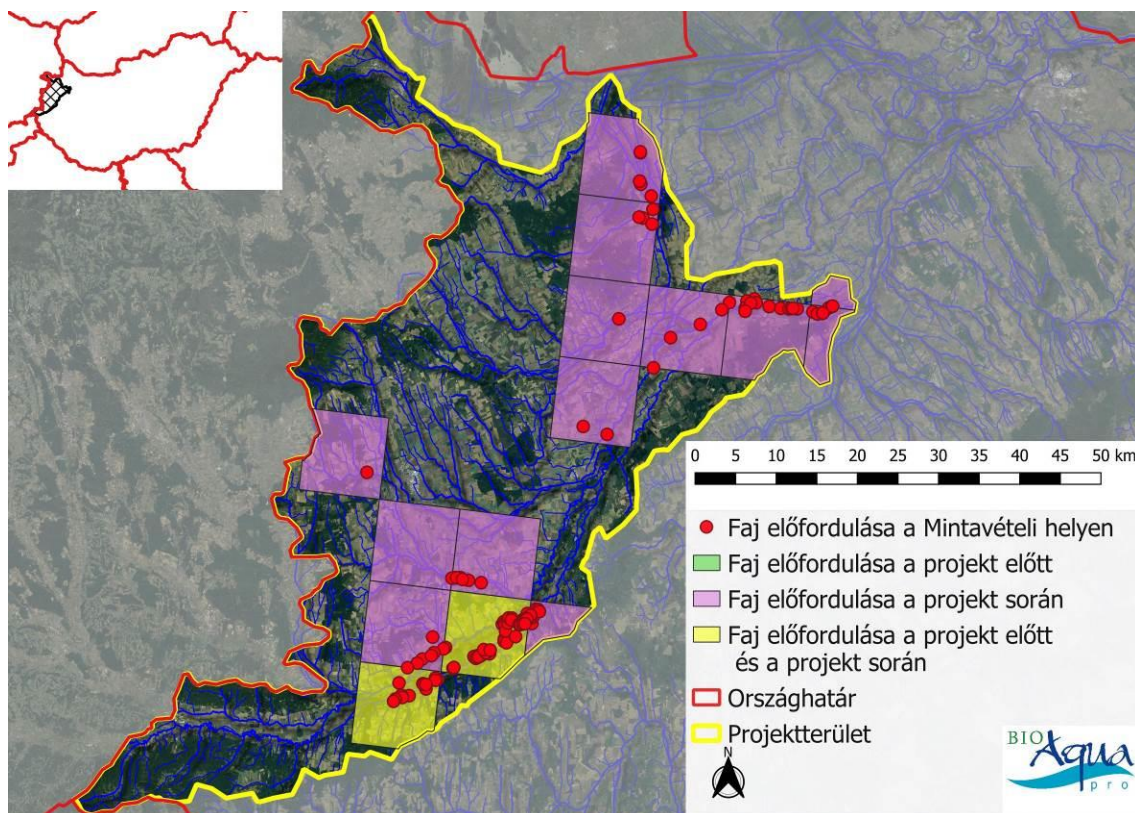 0 5 10 15 20 25 30 35 40 45 50 km
Faj előfordulása a Mintavételi helyen
Faj előfordulása a projekt előtt
Faj előfordulása a projekt során
Faj előfordulása a projekt előtt
és a projekt során
Országhatár
Projektterület
N
BIO
Aqua
pro